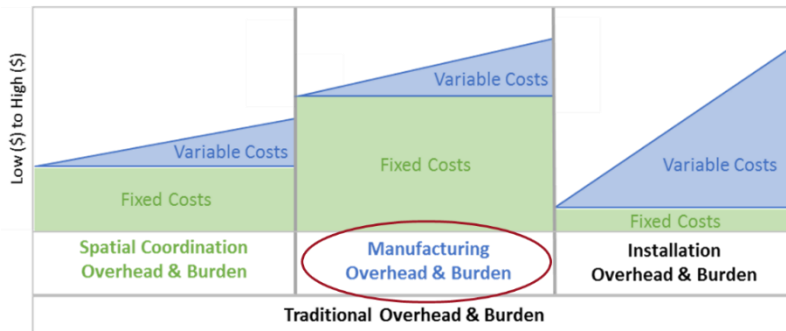 Low ($) to High ($)
Variable Costs
Fixed Costs
Variable Costs
Fixed Costs
Variable Costs
Fixed Costs
Spatial Coordination
Overhead & Burden
Manufacturing
Overhead & Burden
Installation
Overhead & Burden
Traditional Overhead & Burden